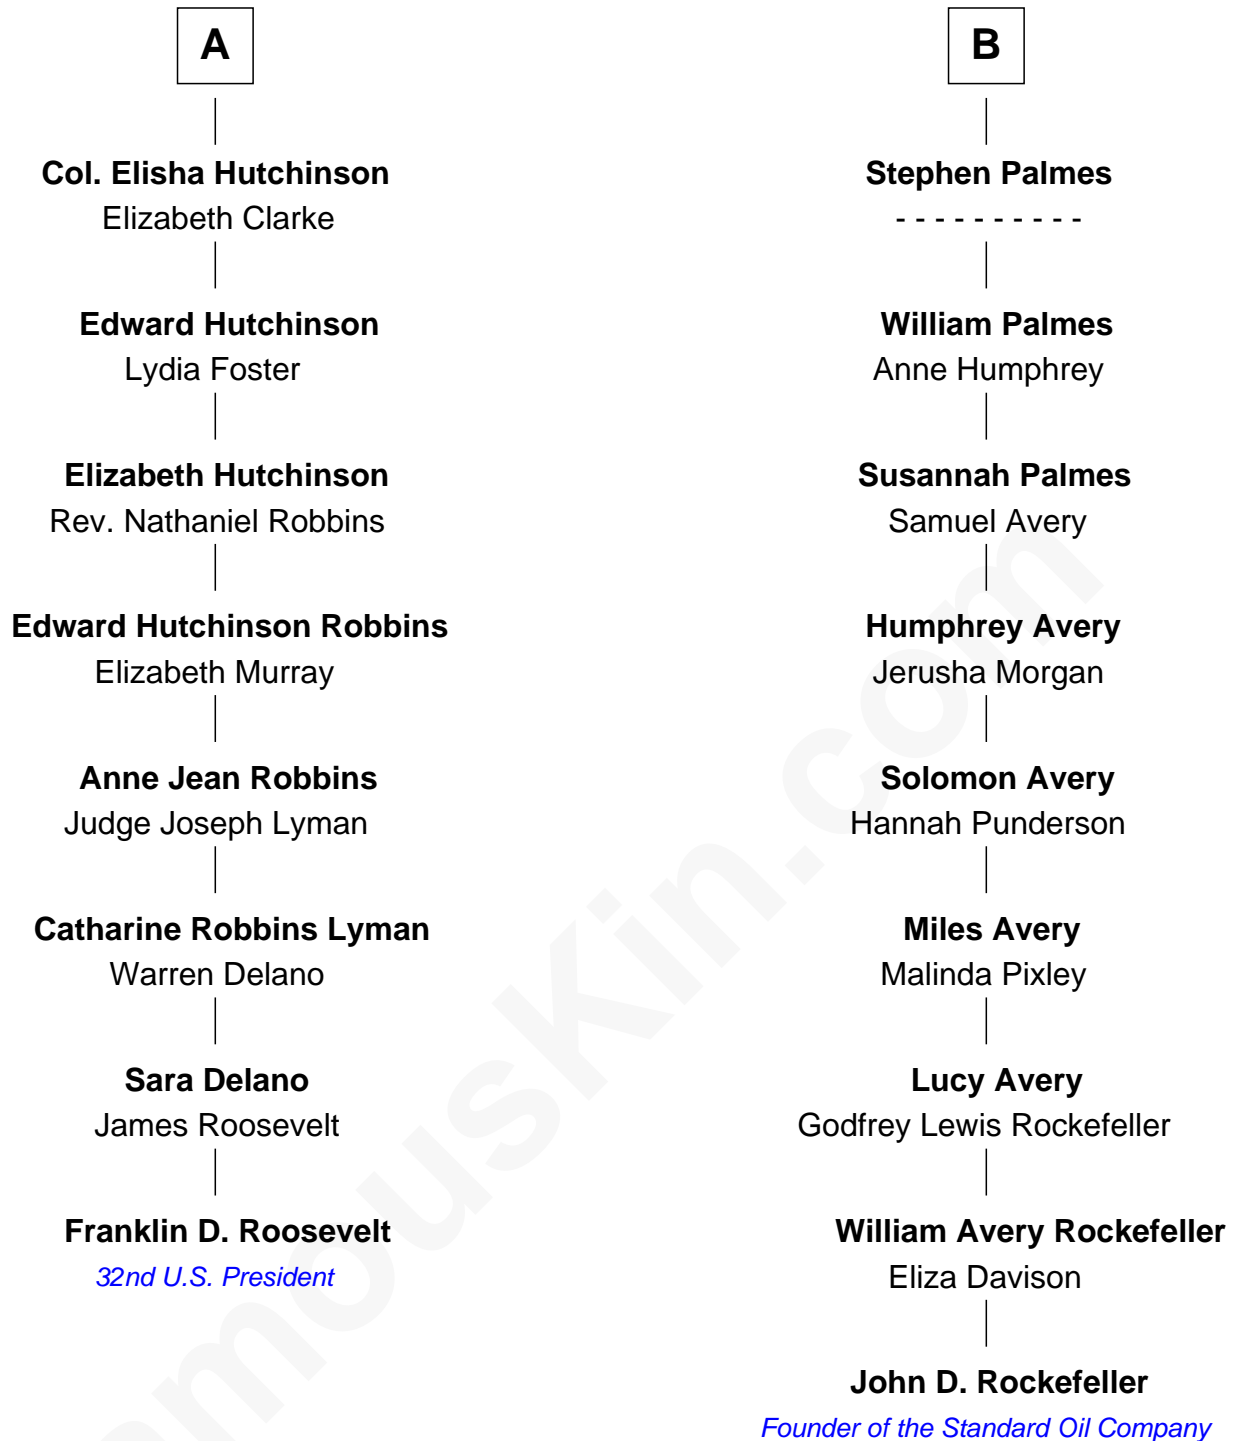 A
Col. Elisha Hutchinson
Elizabeth Clarke
Edward Hutchinson
Lydia Foster
Elizabeth Hutchinson
Rev. Nathaniel Robbins
Edward Hutchinson Robbins
Elizabeth Murray
Anne Jean Robbins
Judge Joseph Lyman
Catharine Robbins Lyman
Warren Delano
Sara Delano
James Roosevelt
Franklin D. Roosevelt
32nd U.S. President
B
Stephen Palmes
- - - - - - - - - -
William Palmes
Anne Humphrey
Susannah Palmes
Samuel Avery
Humphrey Avery
Jerusha Morgan
Solomon Avery
Hannah Punderson
Miles Avery
Malinda Pixley
Lucy Avery
Godfrey Lewis Rockefeller
William Avery Rockefeller
Eliza Davison
John D. Rockefeller
Founder of the Standard Oil Company
amousKin.com